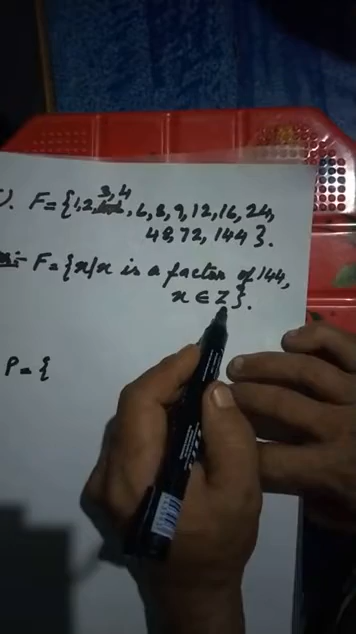 ). F={1,2, 3,4, 6, 8, 9, 12, 16, 24,
48, 72, 144}.
:- F={x/x is a factor of 144,
x ∈ Z}.
P={